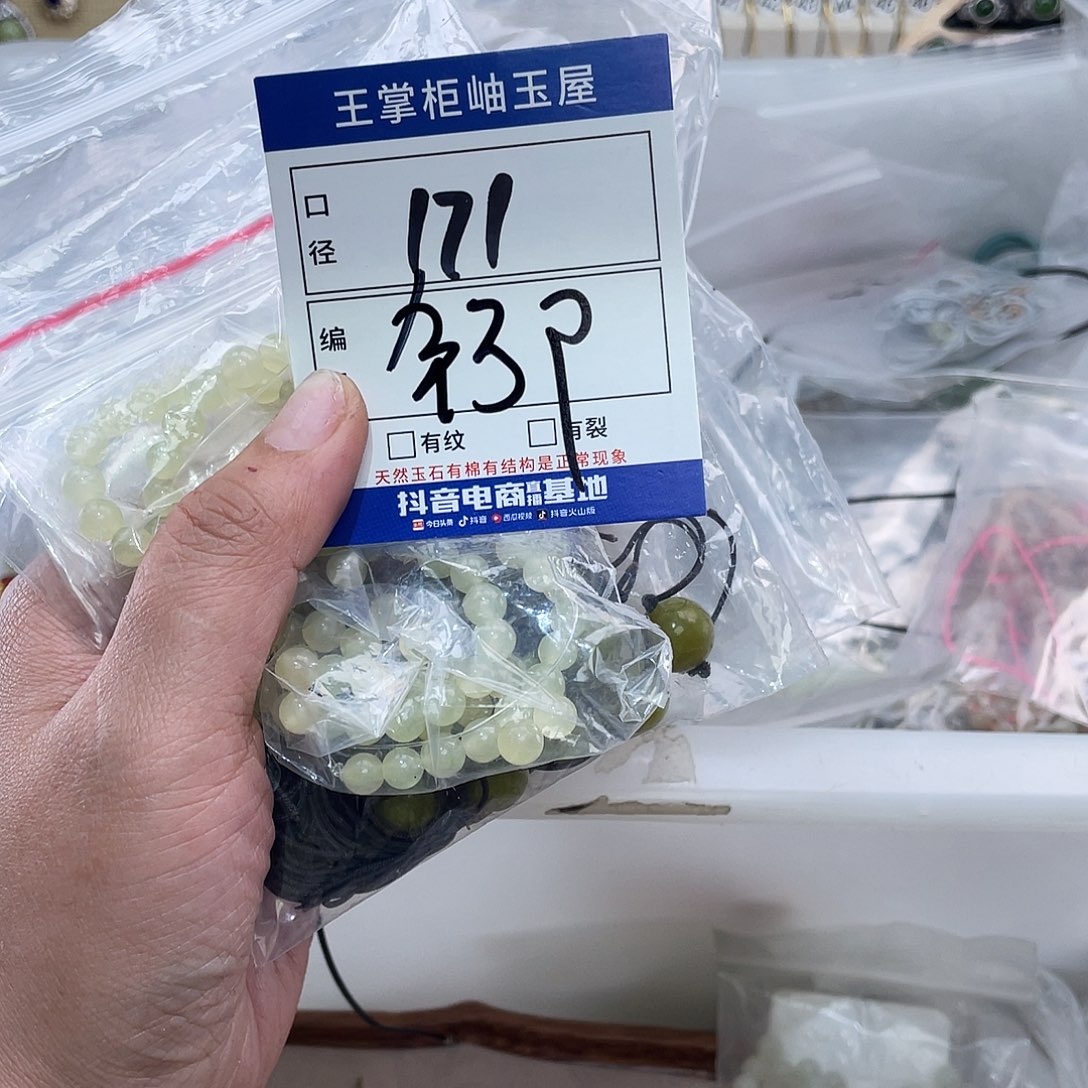 王掌柜岫玉屋
口径
171
编
有纹 有裂
天然玉石有棉有结构是正常现象
抖音电商直播基地
今日头条 抖音 西瓜视频 抖音火山版